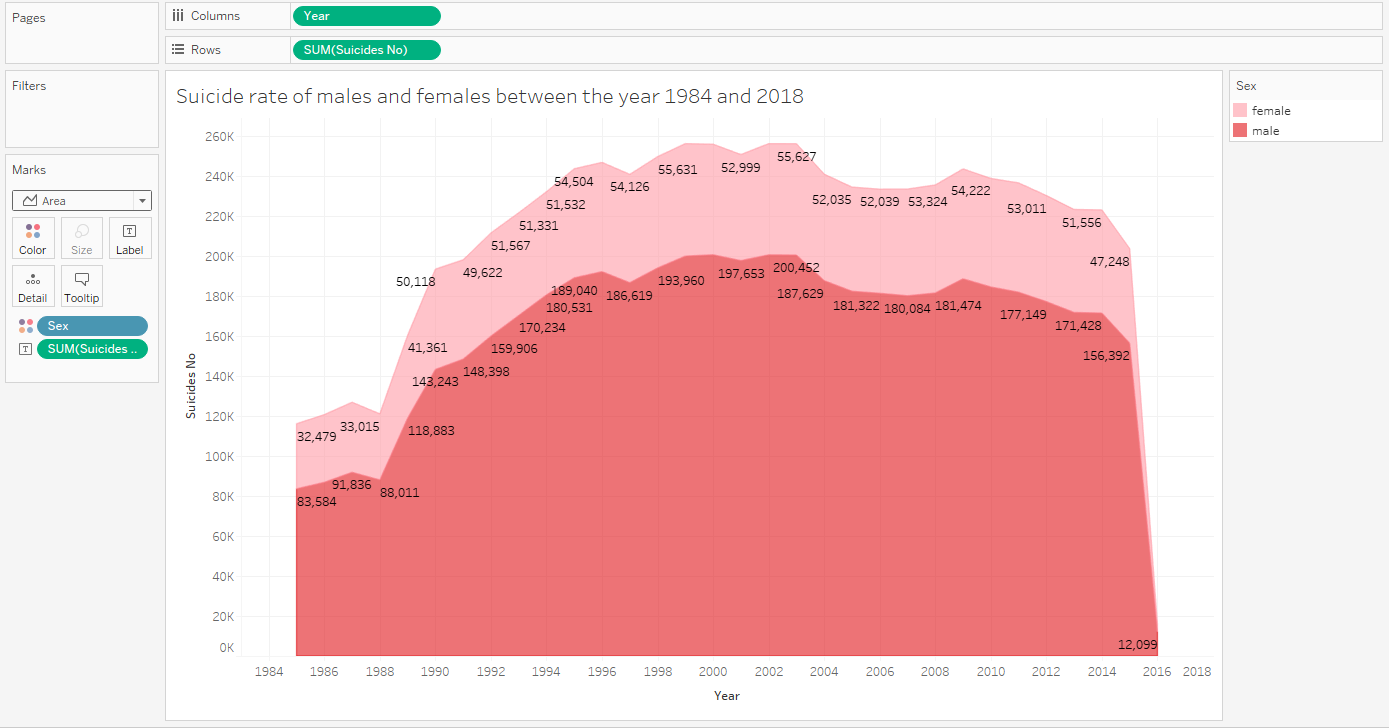 Pages
Columns
Year
Rows
SUM(Suicides No)
Filters
Marks
Area
Color
Size
Label
Detail
Tooltip
Sex
SUM(Suicides ..
Suicide rate of males and females between the year 1984 and 2018
Sex
female
male
Suicides No
260K
240K
220K
200K
180K
160K
140K
120K
100K
80K
60K
40K
20K
0K
32,479
33,015
41,361
50,118
49,622
51,567
51,331
51,532
54,504
54,126
55,631
52,999
55,627
52,035
52,039
53,324
54,222
53,011
51,556
47,248
83,584
91,836
88,011
118,883
143,243
148,398
159,906
170,234
180,531
189,040
186,619
193,960
197,653
200,452
187,629
181,322
180,084
181,474
177,149
171,428
156,392
12,099
1984 1986 1988 1990 1992 1994 1996 1998 2000 2002 2004 2006 2008 2010 2012 2014 2016 2018
Year